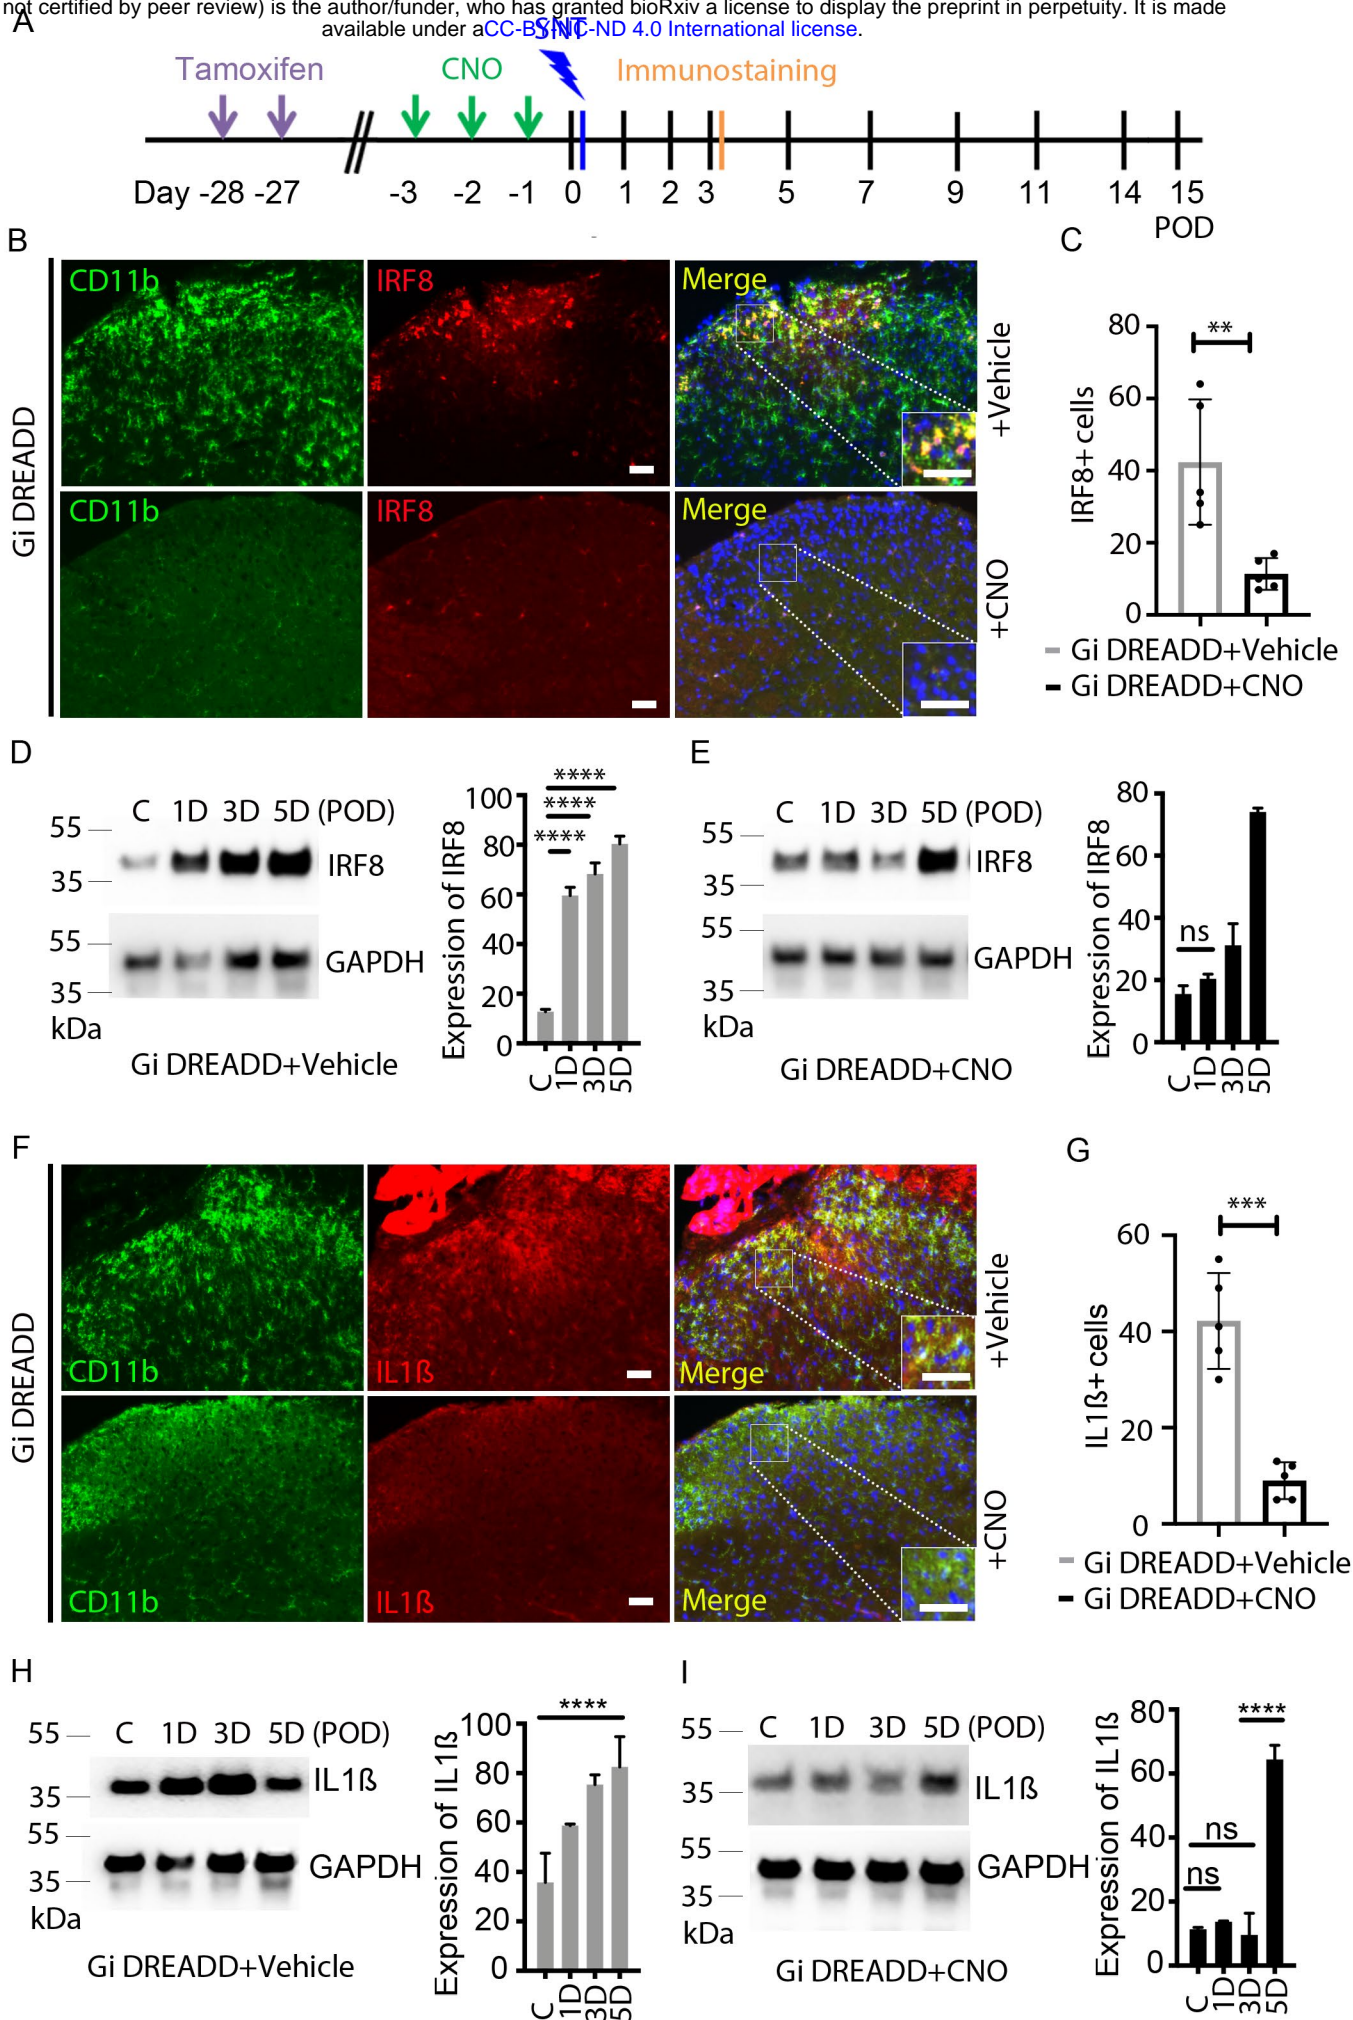 not certified by peer review) is the author/funder, who has granted bioRxiv a license to display the preprint in perpetuity. It is made
available under aCC-BY-NC-ND 4.0 International license.
A
SNT
Tamoxifen CNO Immunostaining
Day -28 -27 -3 -2 -1 0 1 2 3 5 7 9 11 14 15
POD
B
Gi DREADD
CD11b IRF8 Merge
+Vehicle
CD11b IRF8 Merge
+CNO
C
IRF8+ cells
80
60
40
20
0
**
Gi DREADD+Vehicle
Gi DREADD+CNO
D
C 1D 3D 5D (POD)
55
35
IRF8
55
35
GAPDH
kDa
Gi DREADD+Vehicle
Expression of IRF8
100
80
60
40
20
0
****
****
****
C 1D 3D 5D
E
C 1D 3D 5D (POD)
55
35
IRF8
55
35
GAPDH
kDa
Gi DREADD+CNO
Expression of IRF8
80
60
40
20
0
ns
C 1D 3D 5D
F
Gi DREADD
CD11b IL1ß Merge
+Vehicle
CD11b IL1ß Merge
+CNO
G
IL1ß+ cells
60
40
20
0
***
Gi DREADD+Vehicle
Gi DREADD+CNO
H
C 1D 3D 5D (POD)
55
35
IL1ß
55
35
GAPDH
kDa
Gi DREADD+Vehicle
Expression of IL1ß
100
80
60
40
20
0
****
C 1D 3D 5D
I
C 1D 3D 5D (POD)
55
35
IL1ß
55
35
GAPDH
kDa
Gi DREADD+CNO
Expression of IL1ß
80
60
40
20
0
****
ns
ns
C 1D 3D 5D